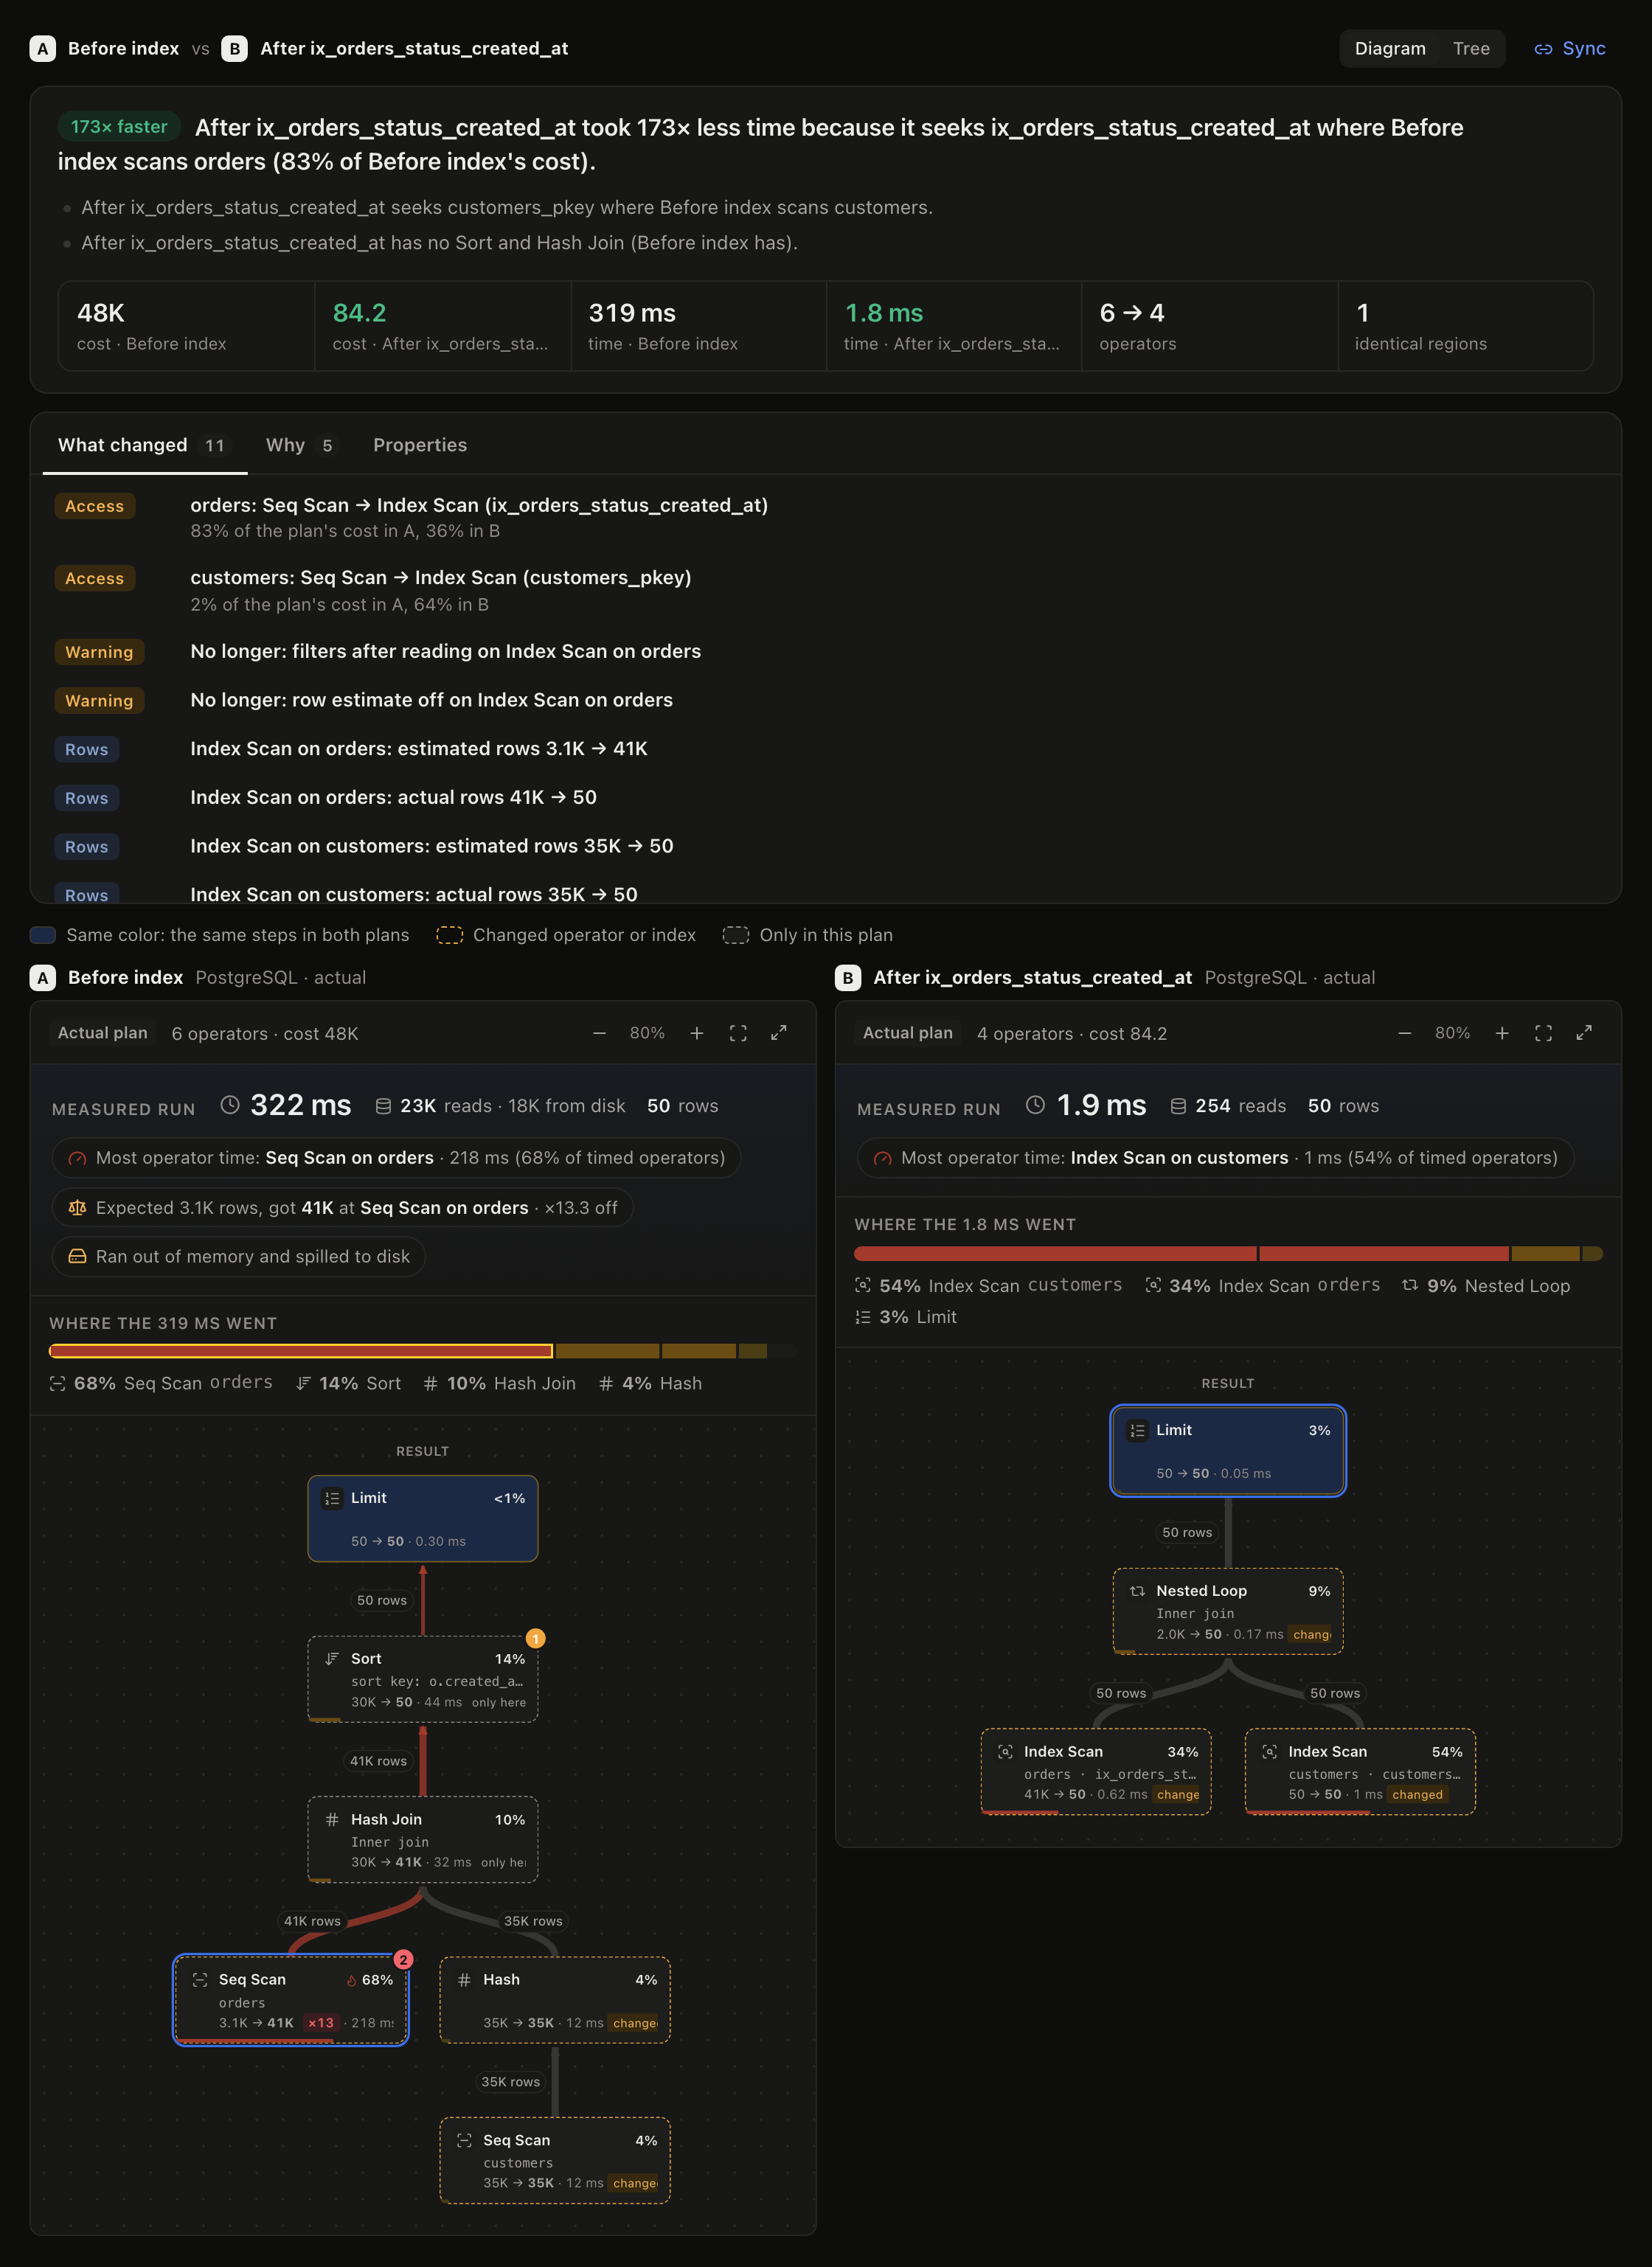 A Before index vs B After ix_orders_status_created_at
Diagram Tree Sync
173× faster After ix_orders_status_created_at took 173× less time because it seeks ix_orders_status_created_at where Before
index scans orders (83% of Before index's cost).
After ix_orders_status_created_at seeks customers_pkey where Before index scans customers.
After ix_orders_status_created_at has no Sort and Hash Join (Before index has).
48K
cost · Before index
84.2
cost · After ix_orders_sta...
319 ms
time · Before index
1.8 ms
time · After ix_orders_sta...
6 → 4
operators
1
identical regions
What changed 11 Why 5 Properties
Access orders: Seq Scan → Index Scan (ix_orders_status_created_at)
83% of the plan's cost in A, 36% in B
Access customers: Seq Scan → Index Scan (customers_pkey)
2% of the plan's cost in A, 64% in B
Warning No longer: filters after reading on Index Scan on orders
Warning No longer: row estimate off on Index Scan on orders
Rows Index Scan on orders: estimated rows 3.1K → 41K
Rows Index Scan on orders: actual rows 41K → 50
Rows Index Scan on customers: estimated rows 35K → 50
Rows Index Scan on customers: actual rows 35K → 50
Same color: the same steps in both plans Changed operator or index Only in this plan
A Before index PostgreSQL · actual
Actual plan 6 operators · cost 48K 80%
MEASURED RUN 322 ms 23K reads · 18K from disk 50 rows
Most operator time: Seq Scan on orders · 218 ms (68% of timed operators)
Expected 3.1K rows, got 41K at Seq Scan on orders · ×13.3 off
Ran out of memory and spilled to disk
WHERE THE 319 MS WENT
68% Seq Scan orders 14% Sort 10% Hash Join 4% Hash
RESULT
Limit <1%
50 → 50 · 0.30 ms
50 rows
1
Sort 14%
sort key: o.created_a…
30K → 50 · 44 ms only here
41K rows
Hash Join 10%
Inner join
30K → 41K · 32 ms only he
41K rows 35K rows
2
Seq Scan 68%
orders
3.1K → 41K ×13 · 218 ms
Hash 4%
35K → 35K · 12 ms change
35K rows
Seq Scan 4%
customers
35K → 35K · 12 ms change
B After ix_orders_status_created_at PostgreSQL · actual
Actual plan 4 operators · cost 84.2 80%
MEASURED RUN 1.9 ms 254 reads 50 rows
Most operator time: Index Scan on customers · 1 ms (54% of timed operators)
WHERE THE 1.8 MS WENT
54% Index Scan customers 34% Index Scan orders 9% Nested Loop
3% Limit
RESULT
Limit 3%
50 → 50 · 0.05 ms
50 rows
Nested Loop 9%
Inner join
2.0K → 50 · 0.17 ms chang
50 rows 50 rows
Index Scan 34%
orders · ix_orders_st…
41K → 50 · 0.62 ms change
Index Scan 54%
customers · customers…
50 → 50 · 1 ms changed